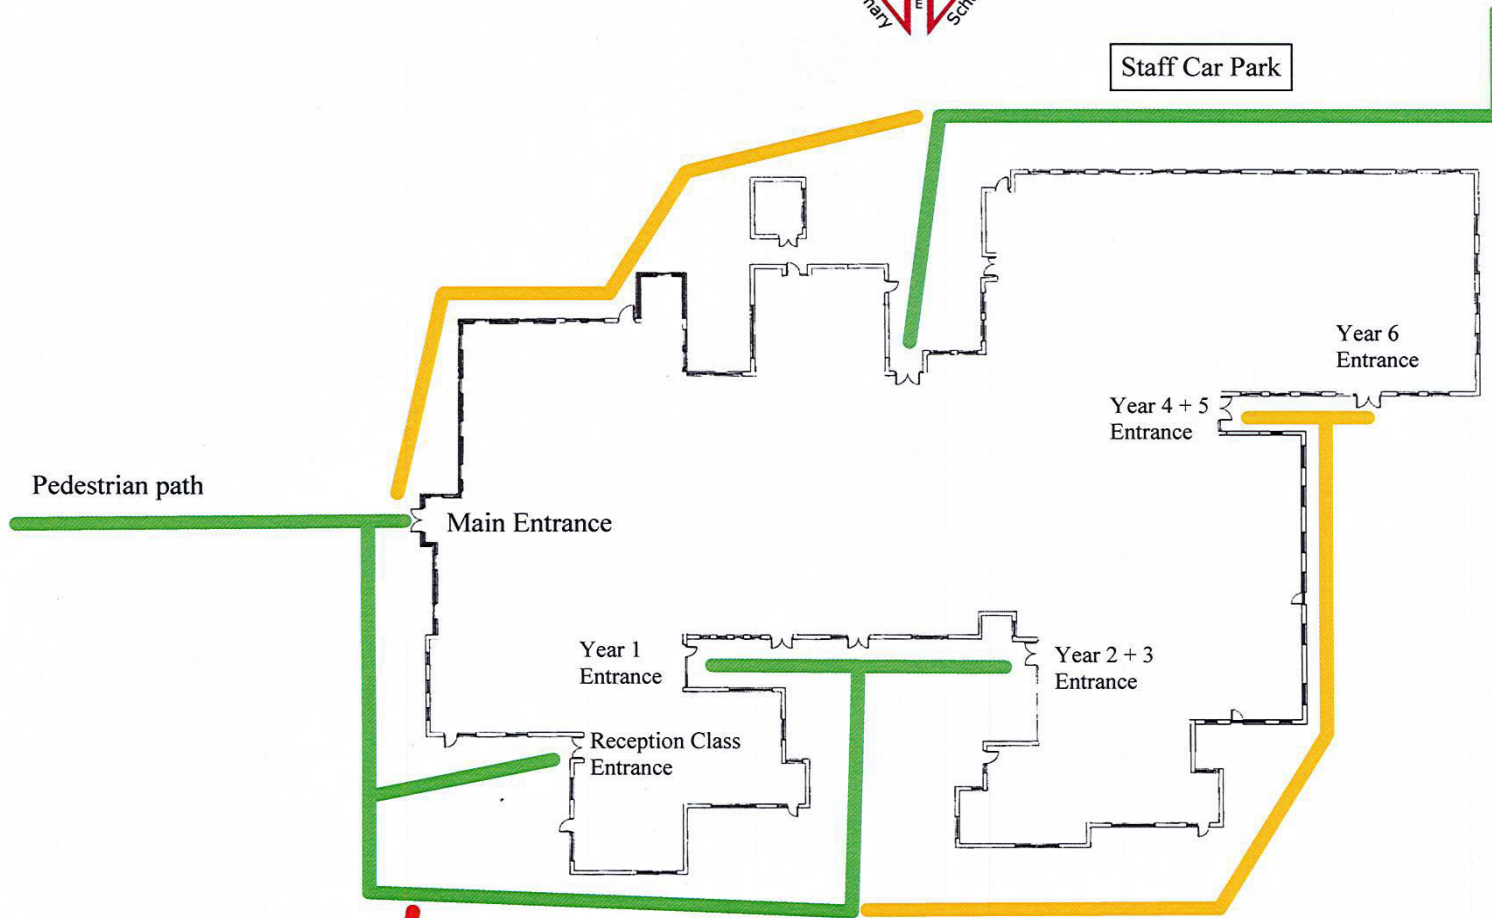 E
Staff Car Park
Year 6
Entrance
Year 4 + 5
Entrance
Pedestrian path
Main Entrance
Year 1
Entrance
Year 2 + 3
Entrance
Reception Class
Entrance